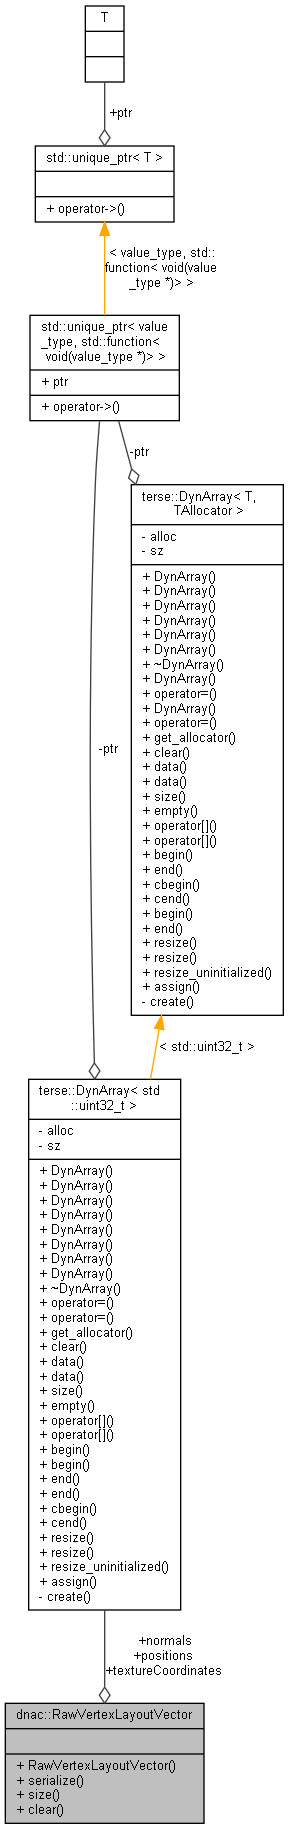 T
+ptr
std::unique_ptr< T >
+ operator->()
< value_type, std::
function< void(value
_type *)> >
std::unique_ptr< value
_type, std::function<
void(value_type *)> >
+ ptr
+ operator->()
-ptr
terse::DynArray< T,
TAllocator >
- alloc
- sz
+ DynArray()
+ DynArray()
+ DynArray()
+ DynArray()
+ DynArray()
+ DynArray()
+ ~DynArray()
+ DynArray()
+ operator=()
+ DynArray()
+ operator=()
+ get_allocator()
+ clear()
+ data()
+ data()
+ size()
+ empty()
+ operator[]()
+ operator[]()
+ begin()
+ end()
+ cbegin()
+ cend()
+ begin()
+ end()
+ resize()
+ resize()
+ resize_uninitialized()
+ assign()
- create()
-ptr
< std::uint32_t >
terse::DynArray< std
::uint32_t >
- alloc
- sz
+ DynArray()
+ DynArray()
+ DynArray()
+ DynArray()
+ DynArray()
+ DynArray()
+ DynArray()
+ DynArray()
+ ~DynArray()
+ operator=()
+ operator=()
+ get_allocator()
+ clear()
+ data()
+ data()
+ size()
+ empty()
+ operator[]()
+ operator[]()
+ begin()
+ begin()
+ end()
+ end()
+ cbegin()
+ cend()
+ resize()
+ resize()
+ resize_uninitialized()
+ assign()
- create()
+normals
+positions
+textureCoordinates
dnac::RawVertexLayoutVector
+ RawVertexLayoutVector()
+ serialize()
+ size()
+ clear()